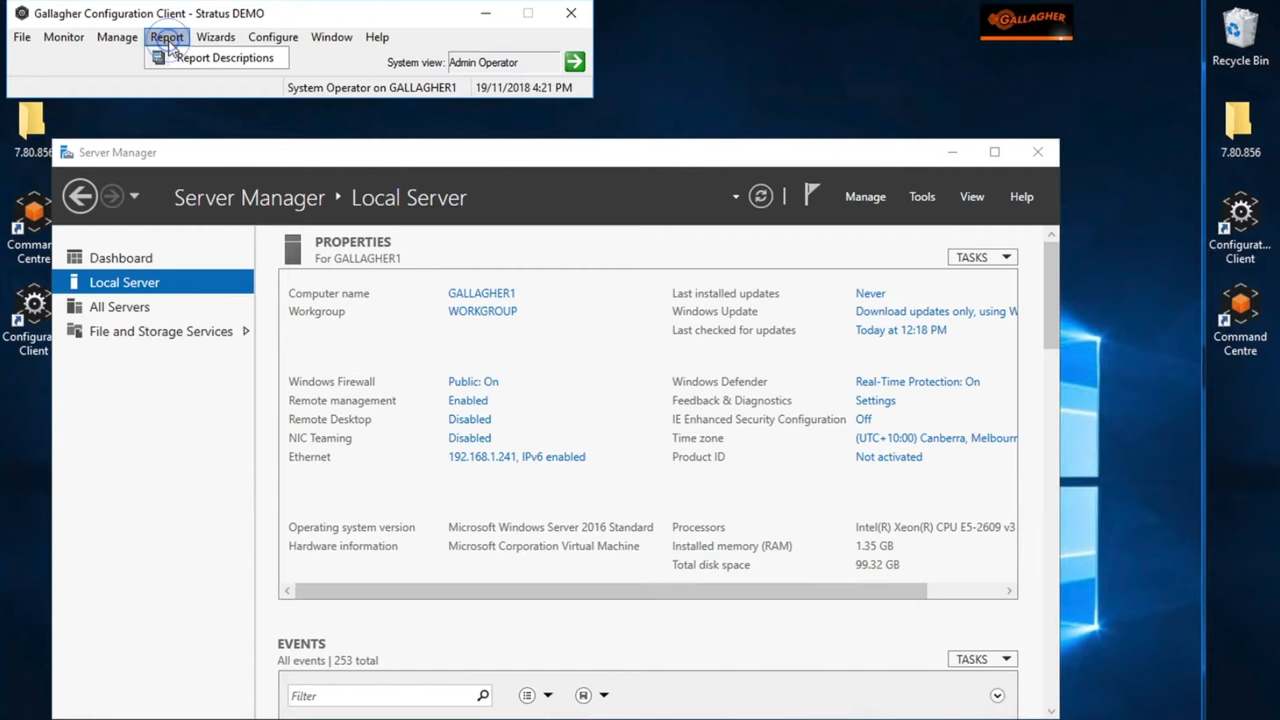 Gallagher Configuration Client - Stratus DEMO
File Monitor Manage Report Wizards Configure Window Help
Report Descriptions
System view: Admin Operator
System Operator on GALLAGHER1 19/11/2018 4:21 PM
GALLAGHER
Recycle Bin
7.80.856
Comman
Centre
Configura
Client
7.80.856
Configurat...
Client
Command
Centre
Server Manager
Server Manager Local Server
Manage Tools View Help
Dashboard
Local Server
All Servers
File and Storage Services
PROPERTIES
For GALLAGHER1
TASKS
Computer name GALLAGHER1 Last installed updates Never
Workgroup WORKGROUP Windows Update Download updates only, using W
Last checked for updates Today at 12:18 PM
Windows Firewall Public: On Windows Defender Real-Time Protection: On
Remote management Enabled Feedback & Diagnostics Settings
Remote Desktop Disabled IE Enhanced Security Configuration Off
NIC Teaming Disabled Time zone (UTC+10:00) Canberra, Melbourn
Ethernet 192.168.1.241, IPv6 enabled Product ID Not activated
Operating system version Microsoft Windows Server 2016 Standard Processors Intel(R) Xeon(R) CPU E5-2609 v3
Hardware information Microsoft Corporation Virtual Machine Installed memory (RAM) 1.35 GB
Total disk space 99.32 GB
EVENTS
All events | 253 total
TASKS
Filter